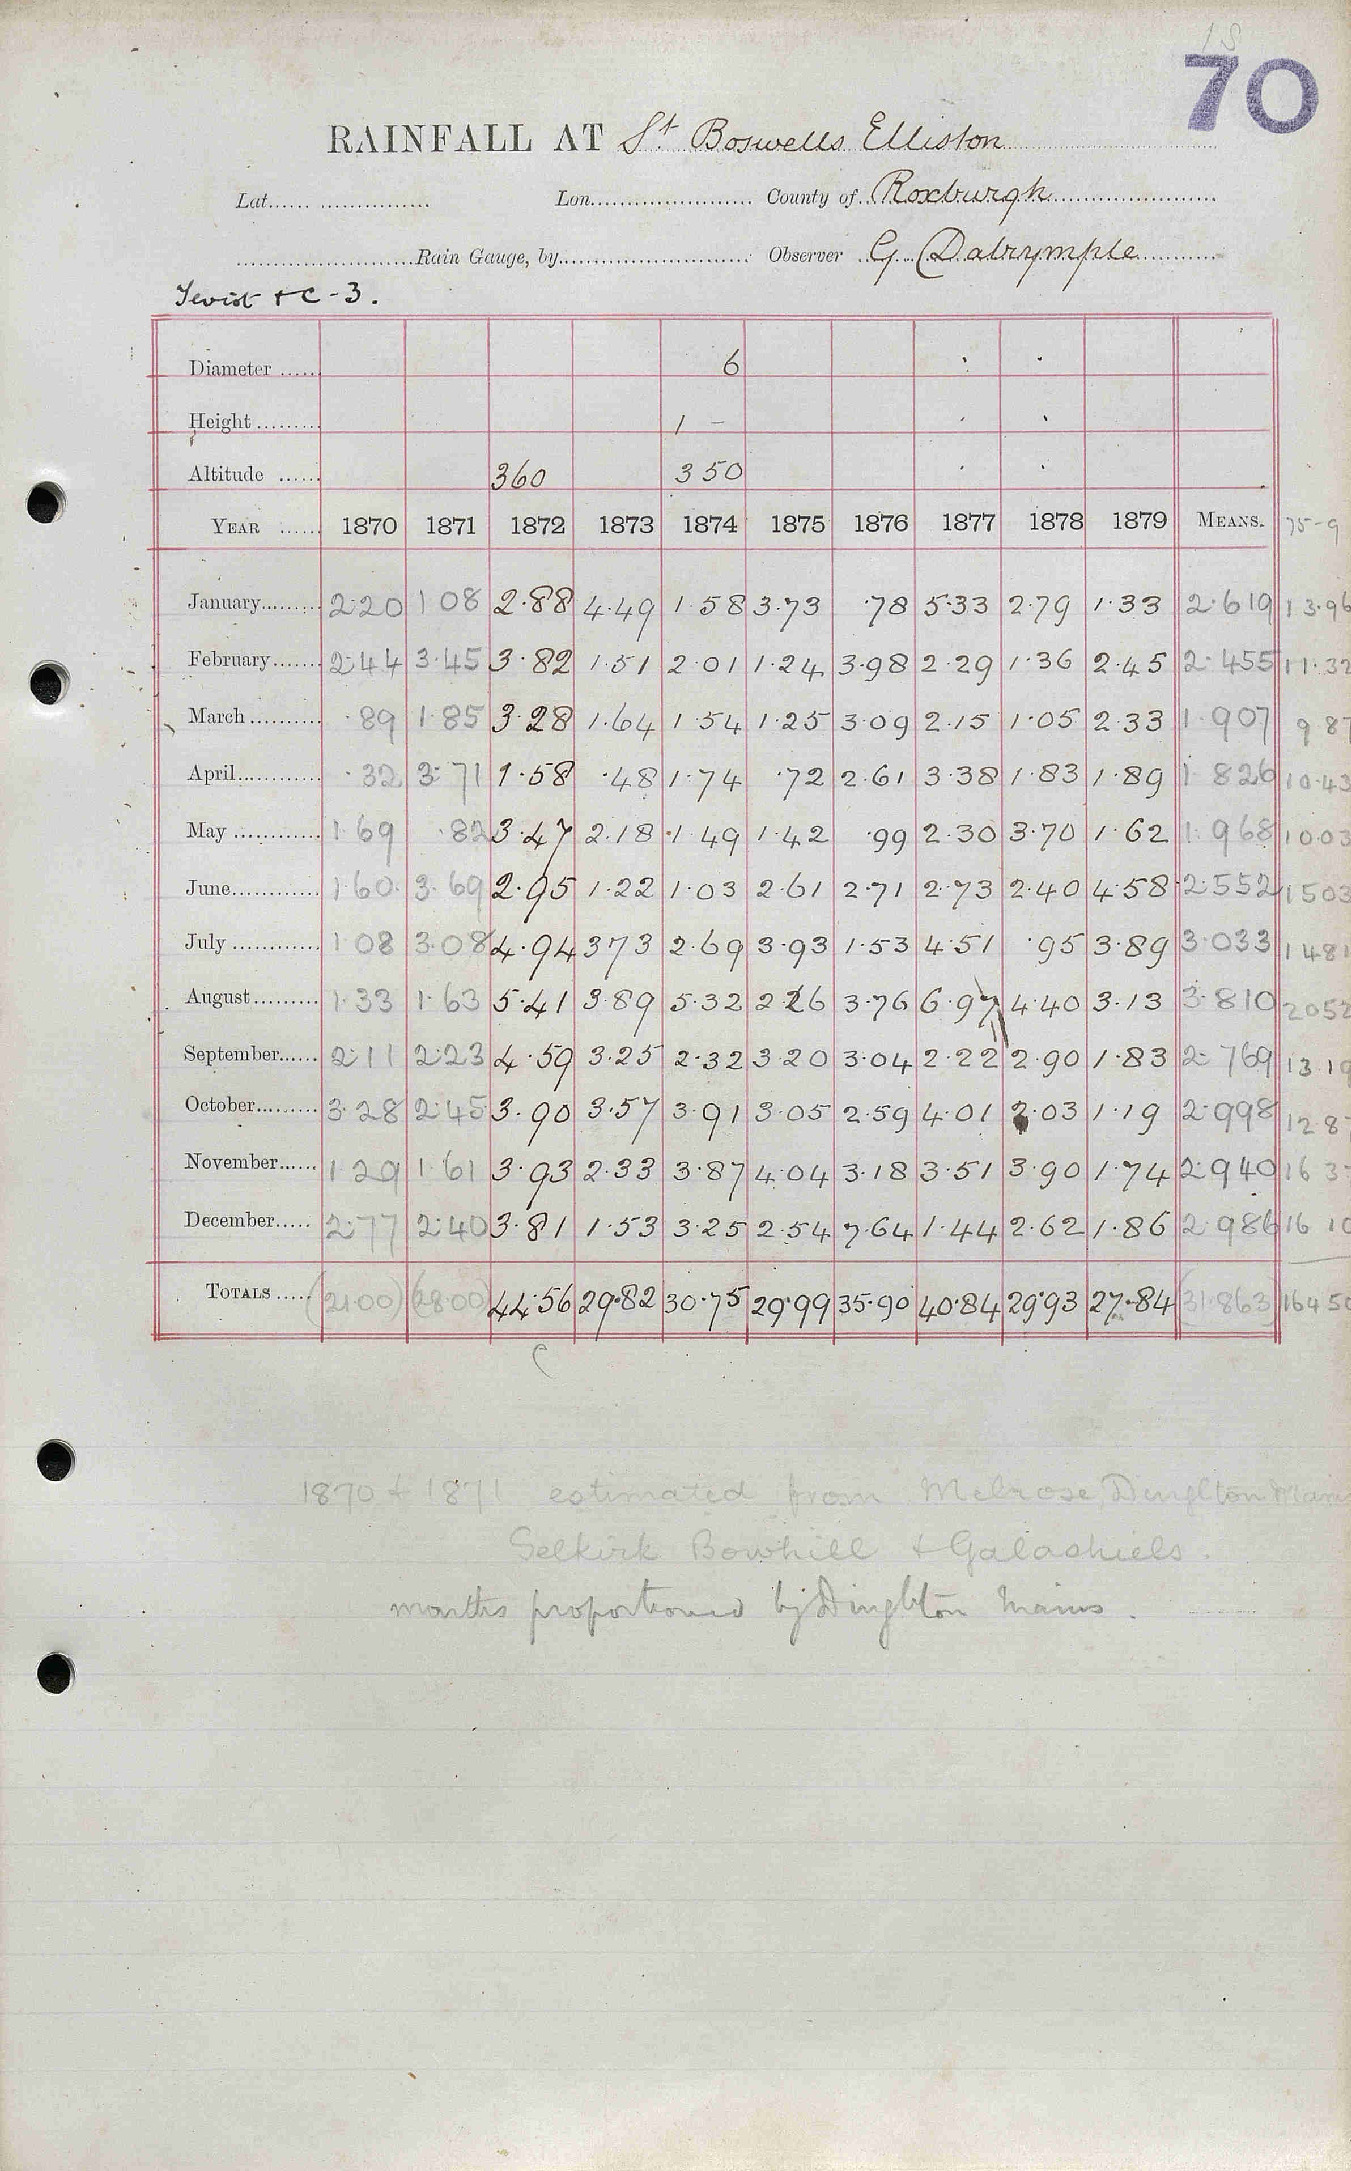 18
70
RAINFALL AT St Boswells Elliston
Lat. Lon. County of Roxburgh
Rain Gauge, by Observer G. Dalrymple
Teviot + C - 3.
Diameter 6
Height 1 -
Altitude 360 350
YEAR 1870 1871 1872 1873 1874 1875 1876 1877 1878 1879 MEANS. 75-9
January 2.20 1 08 2.88 4.49 1.58 3.73 .78 5.33 2.79 1.33 2.619 13.96
February 2.44 3.45 3.82 1.51 2.01 1.24 3.98 2.29 1.36 2.45 2.455 11.32
March .89 1.85 3.28 1.64 1.54 1.25 3.09 2.15 1.05 2.33 1.907 9 87
April .32 3.71 1.58 .48 1.74 .72 2.61 3.38 1.83 1.89 1.826 10.43
May 1.69 .82 3.47 2.18 1.49 1.42 .99 2.30 3.70 1.62 1.968 10.03
June 1.60 3.69 2.95 1.22 1.03 2.61 2.71 2.73 2.40 4.58 2.552 15 03
July 1 08 3.08 4.94 3 73 2.69 3.93 1.53 4.51 .95 3.89 3.033 14 81
August 1.33 1.63 5.41 3.89 5.32 2 26 3.76 6.97 4.40 3.13 3.810 20 52
September 2.11 2.23 4.59 3.25 2.32 3.20 3.04 2.22 2.90 1.83 2.769 13 19
October 3.28 2.45 3.90 3.57 3.91 3.05 2.59 4.01 2.03 1.19 2.998 12 87
November 1 29 1.61 3.93 2.33 3.87 4.04 3.18 3.51 3.90 1.74 2.940 16 3
December 2.77 2.40 3.81 1.53 3.25 2.54 7.64 1.44 2.62 1.86 2.986 16 10
TOTALS (21.00) (28.00) 44.56 29.82 30.75 29.99 35.90 40.84 29.93 27.84 (31.863) 164 50
1870 & 1871 estimated from Melrose, Dinglton Mains
Selkirk Bowhill & Galashiels.
months proportioned by Dinglton Mains.